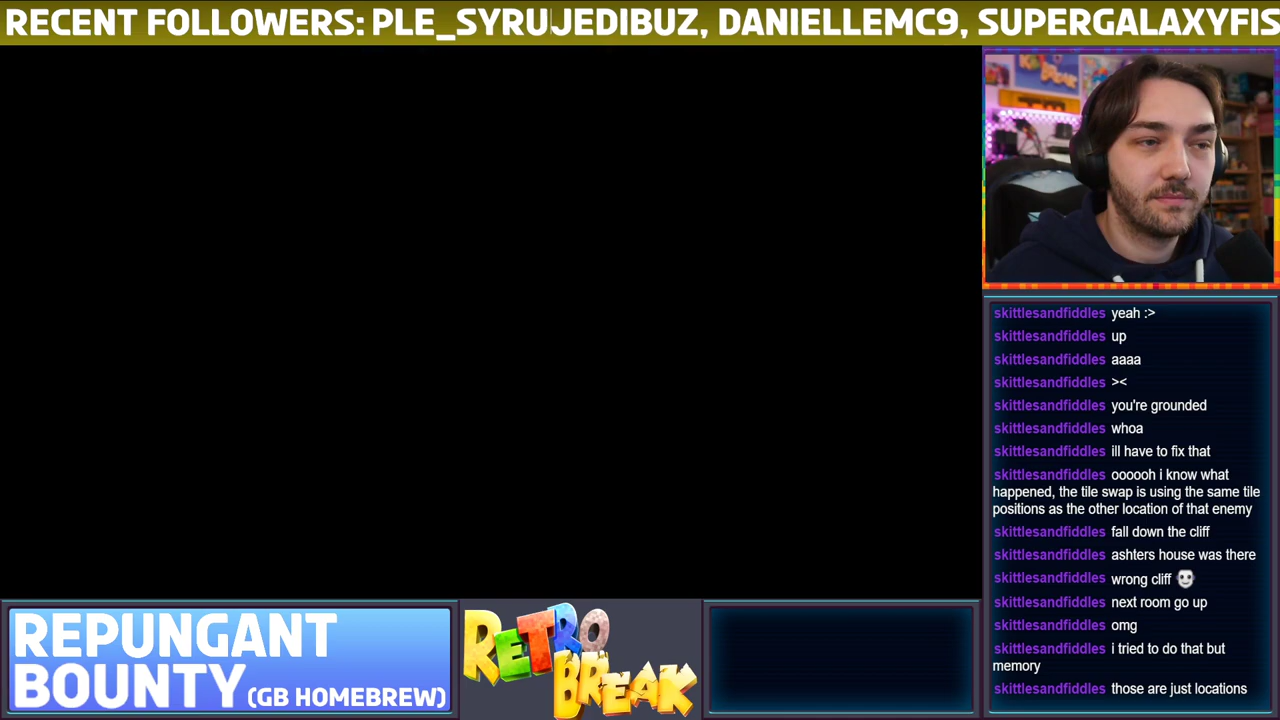 RECENT FOLLOWERS: PLE_SYRUJEDIBUZ, DANIELLEMC9, SUPERGALAXYFIS
skittlesandfiddles yeah :>
skittlesandfiddles up
skittlesandfiddles aaaa
skittlesandfiddles ><
skittlesandfiddles you're grounded
skittlesandfiddles whoa
skittlesandfiddles ill have to fix that
skittlesandfiddles oooooh i know what
happened, the tile swap is using the same tile
positions as the other location of that enemy
skittlesandfiddles fall down the cliff
skittlesandfiddles ashters house was there
skittlesandfiddles wrong cliff
skittlesandfiddles next room go up
skittlesandfiddles omg
skittlesandfiddles i tried to do that but
memory
skittlesandfiddles those are just locations
REPUNGANT
BOUNTY (GB HOMEBREW)
RETRO
BREAK